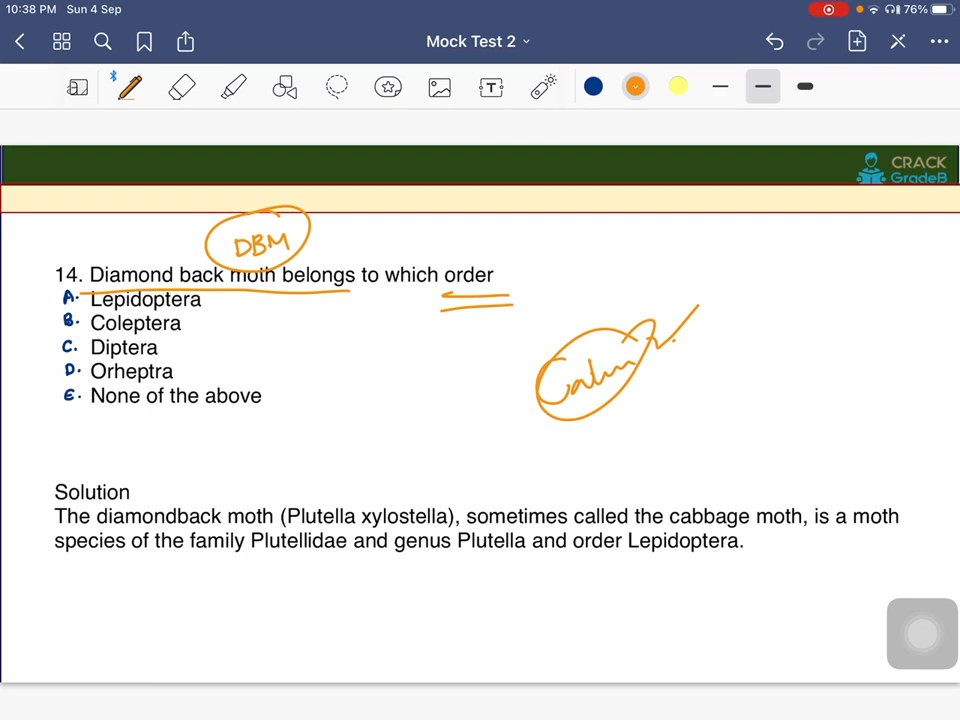 10:38 PM Sun 4 Sep
76%
Mock Test 2
CRACK
GradeB
DBM
14. Diamond back moth belongs to which order
A. Lepidoptera
B. Coleptera
C. Diptera
D. Orheptra
E. None of the above
Solution
The diamondback moth (Plutella xylostella), sometimes called the cabbage moth, is a moth
species of the family Plutellidae and genus Plutella and order Lepidoptera.